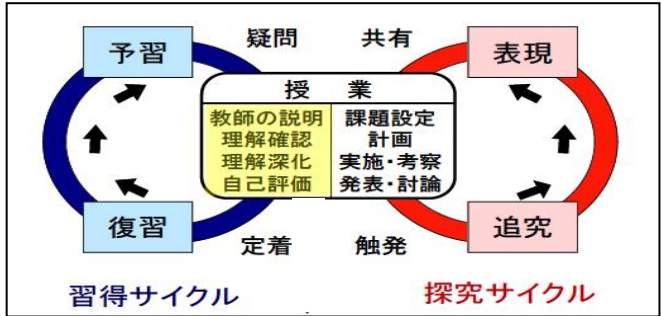 予習
疑問
共有
表現
授 業
教師の説明
理解確認
理解深化
自己評価
課題設定
計画
実施・考察
発表・討論
復習
定着
触発
追究
習得サイクル
探究サイクル